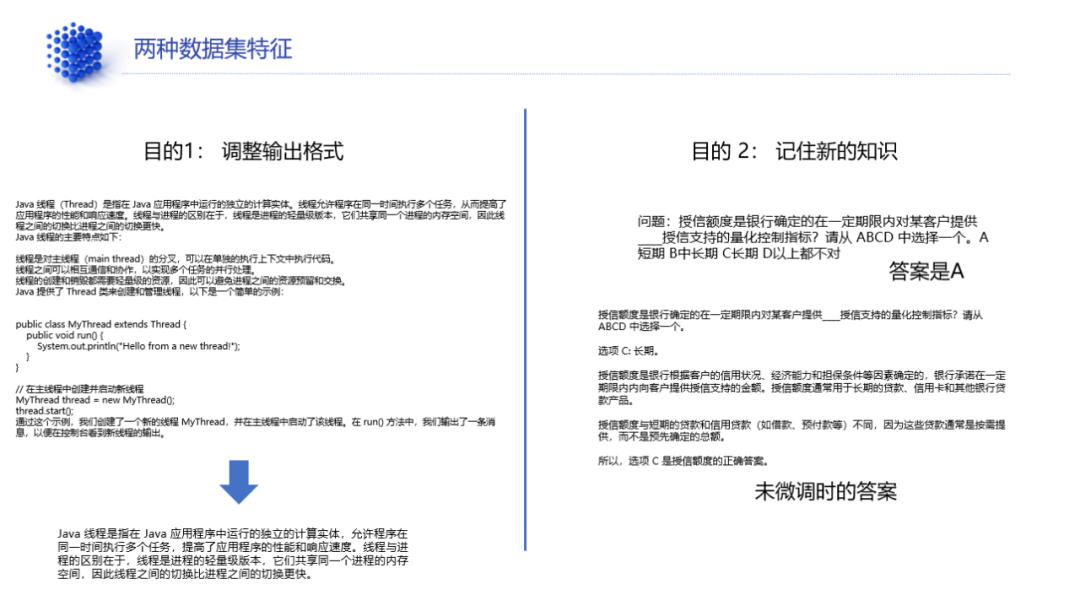 两种数据集特征
目的1： 调整输出格式
Java 线程（Thread）是指在 Java 应用程序中运行的独立的计算实体。线程允许程序在同一时间执行多个任务，从而提高了
应用程序的性能和响应速度。线程与进程的区别在于，线程是进程的轻量级版本，它们共享同一个进程的内存空间，因此线
程之间的切换比进程之间的切换更快。
Java 线程的主要特点如下：
线程是对主线程（main thread）的分叉，可以在单独的执行上下文中执行代码。
线程之间可以相互通信和协作，以实现多个任务的并行处理。
线程的创建和销毁都需要轻量级的资源，因此可以避免进程之间的资源预留和交换。
Java 提供了 Thread 类来创建和管理线程，以下是一个简单的示例：
public class MyThread extends Thread {
public void run() {
System.out.println("Hello from a new thread!");
}
}
// 在主线程中创建并启动新线程
MyThread thread = new MyThread();
thread.start();
通过这个示例，我们创建了一个新的线程 MyThread，并在主线程中启动了该线程。在 run() 方法中，我们输出了一条消
息，以便在控制台看到新线程的输出。
Java 线程是指在 Java 应用程序中运行的独立的计算实体，允许程序在
同一时间执行多个任务，提高了应用程序的性能和响应速度。线程与进
程的区别在于，线程是进程的轻量级版本，它们共享同一个进程的内存
空间，因此线程之间的切换比进程之间的切换更快。
目的 2： 记住新的知识
问题：授信额度是银行确定的在一定期限内对某客户提供
____授信支持的量化控制指标？请从 ABCD 中选择一个。A
短期 B中长期 C长期 D以上都不对
答案是A
授信额度是银行确定的在一定期限内对某客户提供____授信支持的量化控制指标？请从
ABCD 中选择一个。
选项 C: 长期。
授信额度是银行根据客户的信用状况、经济能力和担保条件等因素确定的，银行承诺在一定
期限内内向客户提供授信支持的金额。授信额度通常用于长期的贷款、信用卡和其他银行贷
款产品。
授信额度与短期的贷款和信用贷款（如借款、预付款等）不同，因为这些贷款通常是按需提
供，而不是预先确定的总额。
所以，选项 C 是授信额度的正确答案。
未微调时的答案